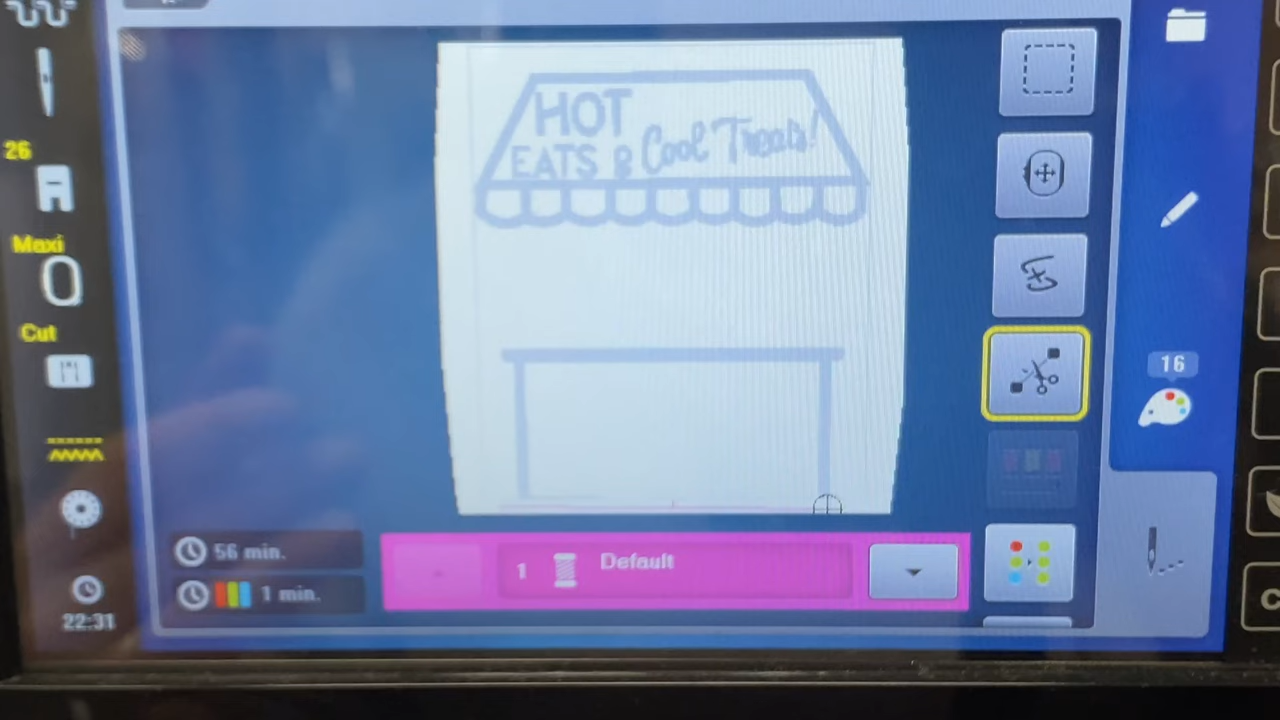 HOT
EATS & Cool Treats!
26
Maxi
Cut
16
56 min.
1 Default
1 min.
22:31